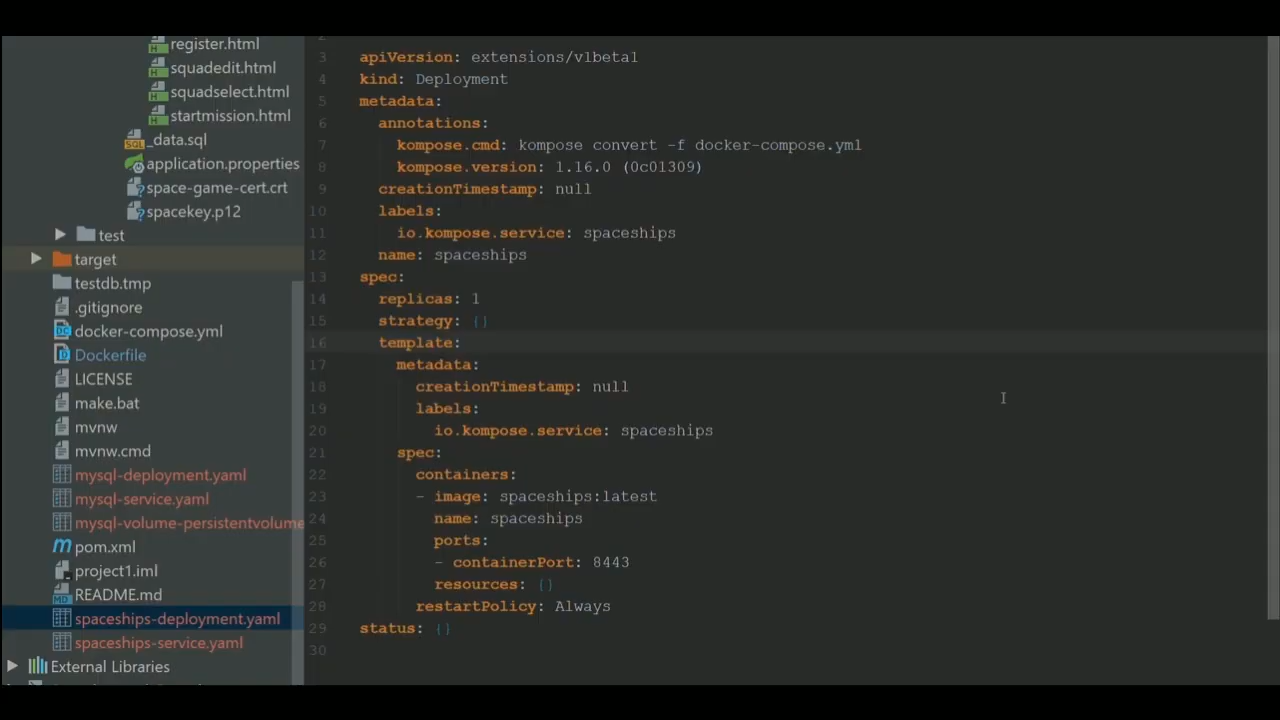 register.html
squadedit.html
squadselect.html
startmission.html
_data.sql
application.properties
space-game-cert.crt
spacekey.p12
test
target
testdb.tmp
.gitignore
docker-compose.yml
Dockerfile
LICENSE
make.bat
mvnw
mvnw.cmd
mysql-deployment.yaml
mysql-service.yaml
mysql-volume-persistentvolume
pom.xml
project1.iml
README.md
spaceships-deployment.yaml
spaceships-service.yaml
External Libraries
3 apiVersion: extensions/v1beta1
4 kind: Deployment
5 metadata:
6 annotations:
7 kompose.cmd: kompose convert -f docker-compose.yml
8 kompose.version: 1.16.0 (0c01309)
9 creationTimestamp: null
10 labels:
11 io.kompose.service: spaceships
12 name: spaceships
13 spec:
14 replicas: 1
15 strategy: {}
16 template:
17 metadata:
18 creationTimestamp: null
19 labels:
20 io.kompose.service: spaceships
21 spec:
22 containers:
23 - image: spaceships:latest
24 name: spaceships
25 ports:
26 - containerPort: 8443
27 resources: {}
28 restartPolicy: Always
29 status: {}
30